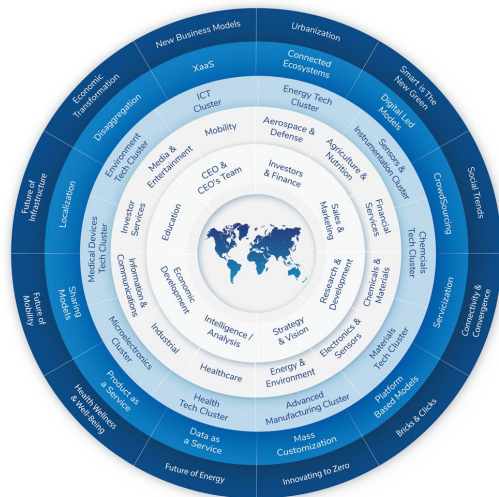 Urbanization
Smart is The
New Green
Social Trends
Connectivity &
Convergence
Bricks & Clicks
Innovating to Zero
Future of Energy
Health Wellness
& Well-Being
Future of
Mobility
Future of
Infrastructure
Economic
Transformation
New Business Models
Connected
Ecosystems
Digital Led
Models
CrowdSourcing
Servicization
Platform
Based Models
Mass
Customization
Data as
a Service
Product as
a Service
Sharing
Models
Localization
Disaggregation
XaaS
Energy Tech
Cluster
Sensors &
Instrumentation Cluster
Chemcials
Tech Cluster
Materials
Tech Cluster
Advanced
Manufacturing Cluster
Health
Tech Cluster
Microelectronics
Cluster
Medical Devices
Tech Cluster
Environment
Tech Cluster
ICT
Cluster
Aerospace &
Defense
Agriculture &
Nutrition
Financial
Services
Chemicals &
Materials
Electronics &
Sensors
Energy &
Environment
Healthcare
Industrial
Information &
Communications
Investor
Services
Media &
Entertainment
Mobility
Investors
& Finance
Sales &
Marketing
Research &
Development
Strategy
& Vision
Intelligence /
Analysis
Economic
Development
Education
CEO &
CEO's Team